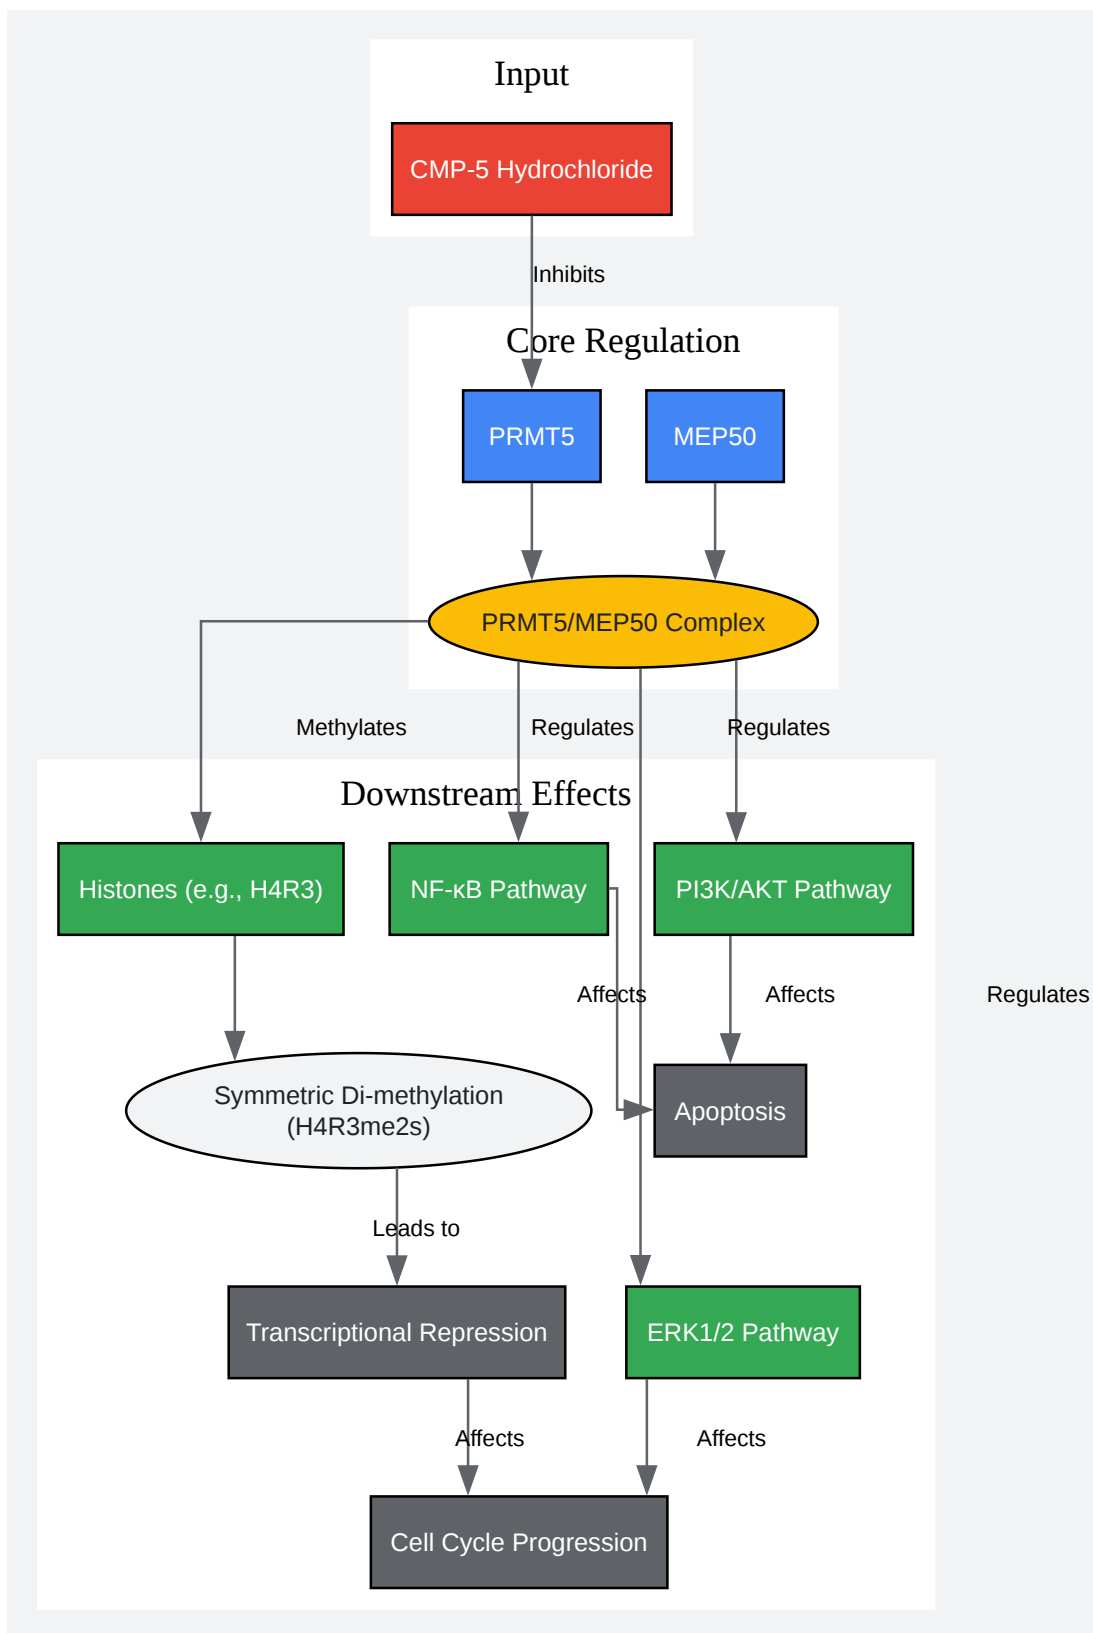 Input
CMP-5 Hydrochloride
Inhibits
Core Regulation
PRMT5
MEP50
PRMT5/MEP50 Complex
Methylates
Regulates
Regulates
Downstream Effects
Histones (e.g., H4R3)
NF-κB Pathway
PI3K/AKT Pathway
Affects
Affects
Regulates
Symmetric Di-methylation
(H4R3me2s)
Apoptosis
Leads to
Transcriptional Repression
ERK1/2 Pathway
Affects
Affects
Cell Cycle Progression